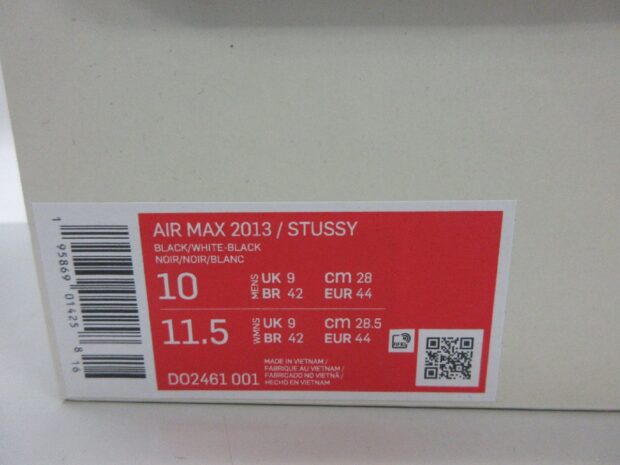 AIR MAX 2013 / STUSSY
BLACK/WHITE-BLACK
NOIR/NOIR/BLANC
10 MENS UK 9 cm 28
BR 42 EUR 44
11.5 WMNS UK 9 cm 28.5
BR 42 EUR 44
DO2461 001
MADE IN VIETNAM /
FABRIQUE AU VIETNAM /
FABRICADO NO VIETNÃ /
HECHO EN VIETNAM
1 95869 01425 8 16